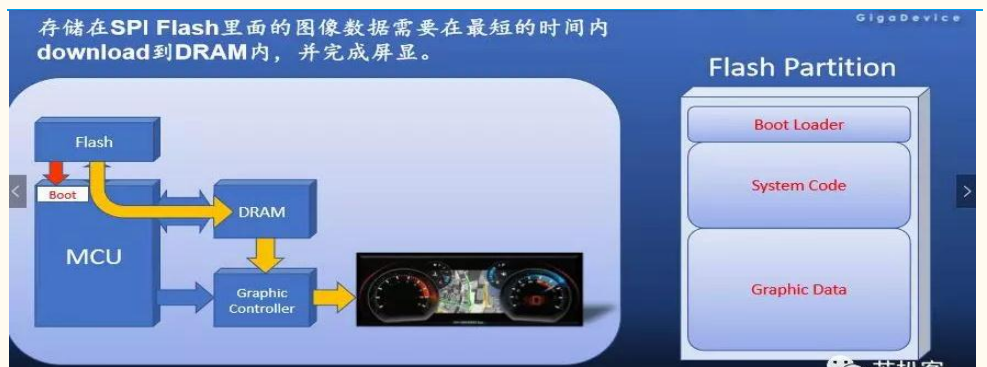 存储在SPI Flash里面的图像数据需要在最短的时间内
download到DRAM内，并完成屏显。
GigaDevice
Flash Partition
Flash
Boot
MCU
DRAM
Graphic
Controller
Boot Loader
System Code
Graphic Data